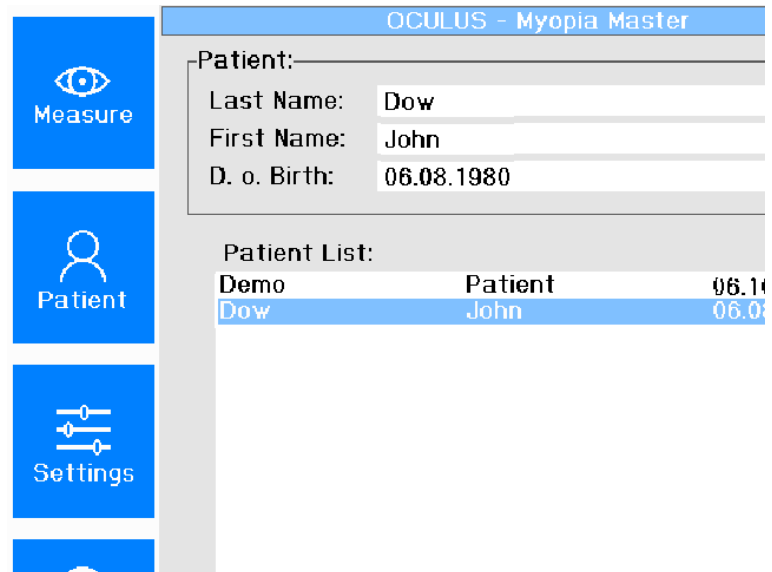 OCULUS - Myopia Master
Measure
Patient:
Last Name: Dow
First Name: John
D. o. Birth: 06.08.1980
Patient
Patient List:
Demo Patient
Dow John
Settings